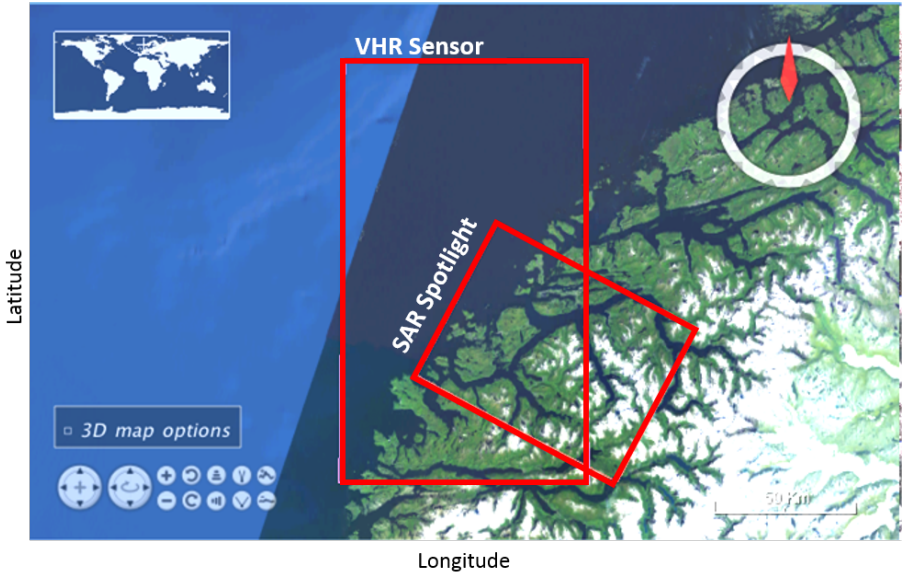 VHR Sensor
SAR Spotlight
Latitude
3D map options
50 Km
Longitude